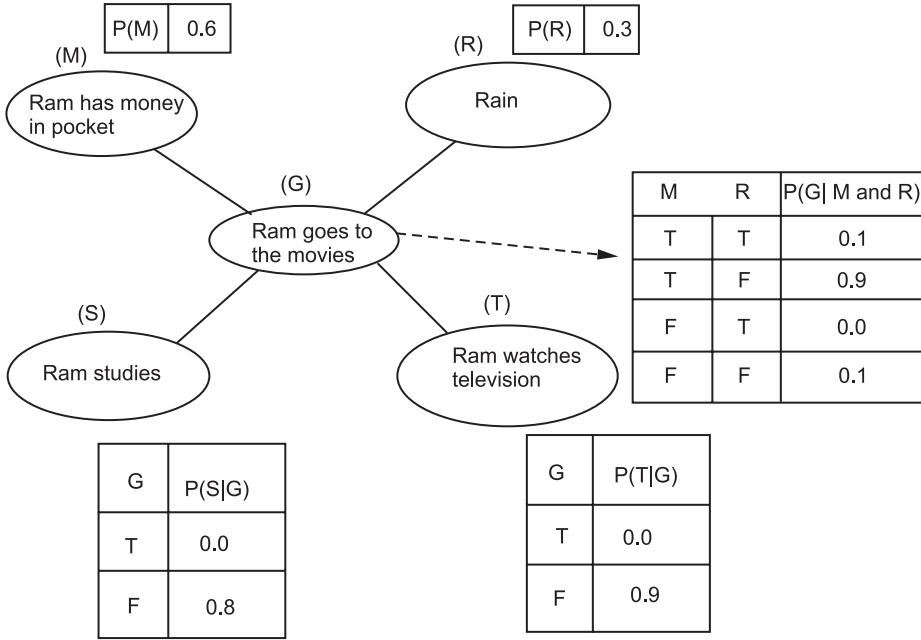 P(M) 0.6
P(R) 0.3
(M)
(R)
Ram has money
in pocket
Rain
(G)
Ram goes to
the movies
M R P(G| M and R)
T T 0.1
T F 0.9
F T 0.0
F F 0.1
(S)
(T)
Ram studies
Ram watches
television
G P(S|G)
T 0.0
F 0.8
G P(T|G)
T 0.0
F 0.9